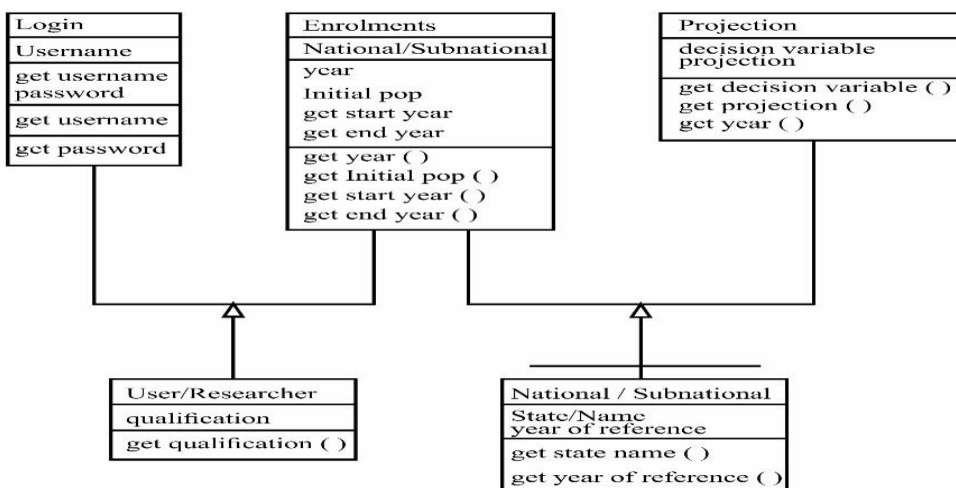 Login
Username
get username
password
get username
get password
Enrolments
National/Subnational
year
Initial pop
get start year
get end year
get year ( )
get Initial pop ( )
get start year ( )
get end year ( )
Projection
decision variable
projection
get decision variable ( )
get projection ( )
get year ( )
User/Researcher
qualification
get qualification ( )
National / Subnational
State/Name
year of reference
get state name ( )
get year of reference ( )